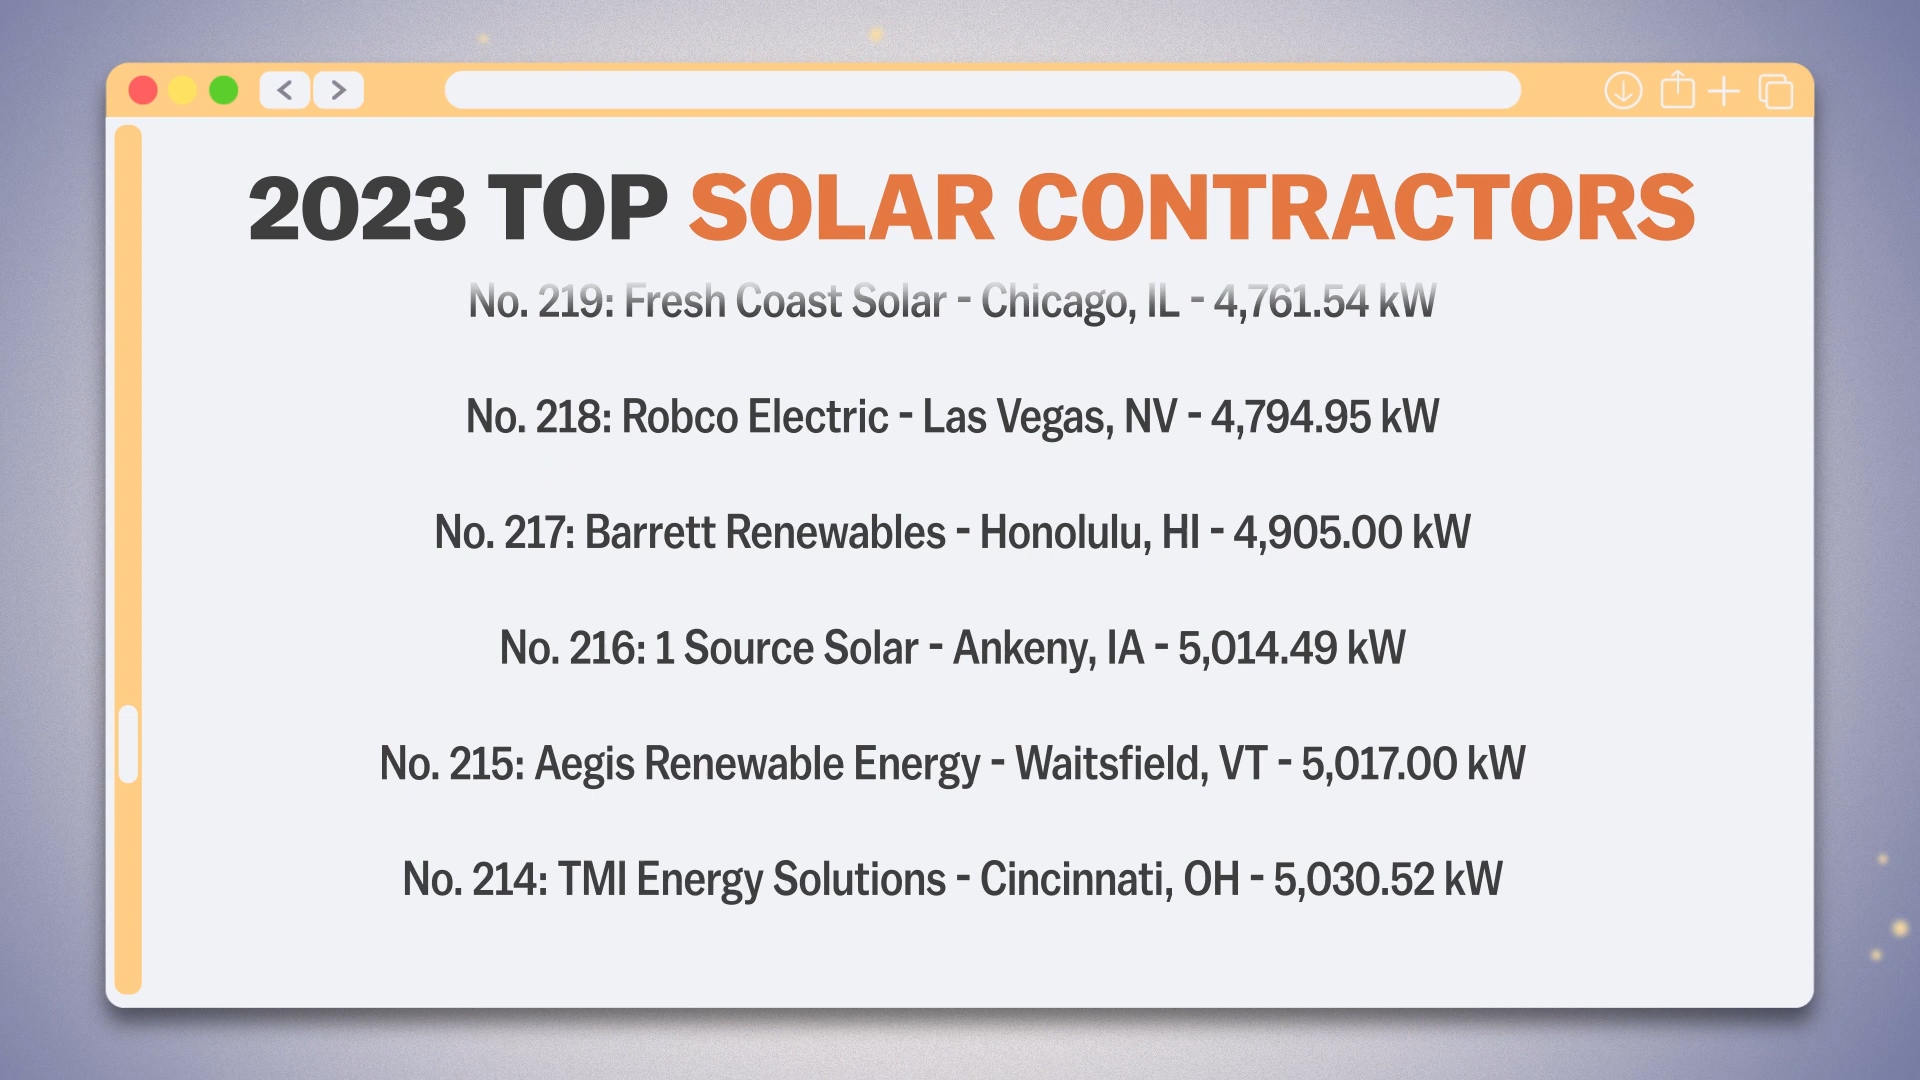 2023 TOP SOLAR CONTRACTORS
No. 219: Fresh Coast Solar - Chicago, IL - 4,761.54 kW
No. 218: Robco Electric - Las Vegas, NV - 4,794.95 kW
No. 217: Barrett Renewables - Honolulu, HI - 4,905.00 kW
No. 216: 1 Source Solar - Ankeny, IA - 5,014.49 kW
No. 215: Aegis Renewable Energy - Waitsfield, VT - 5,017.00 kW
No. 214: TMI Energy Solutions - Cincinnati, OH - 5,030.52 kW